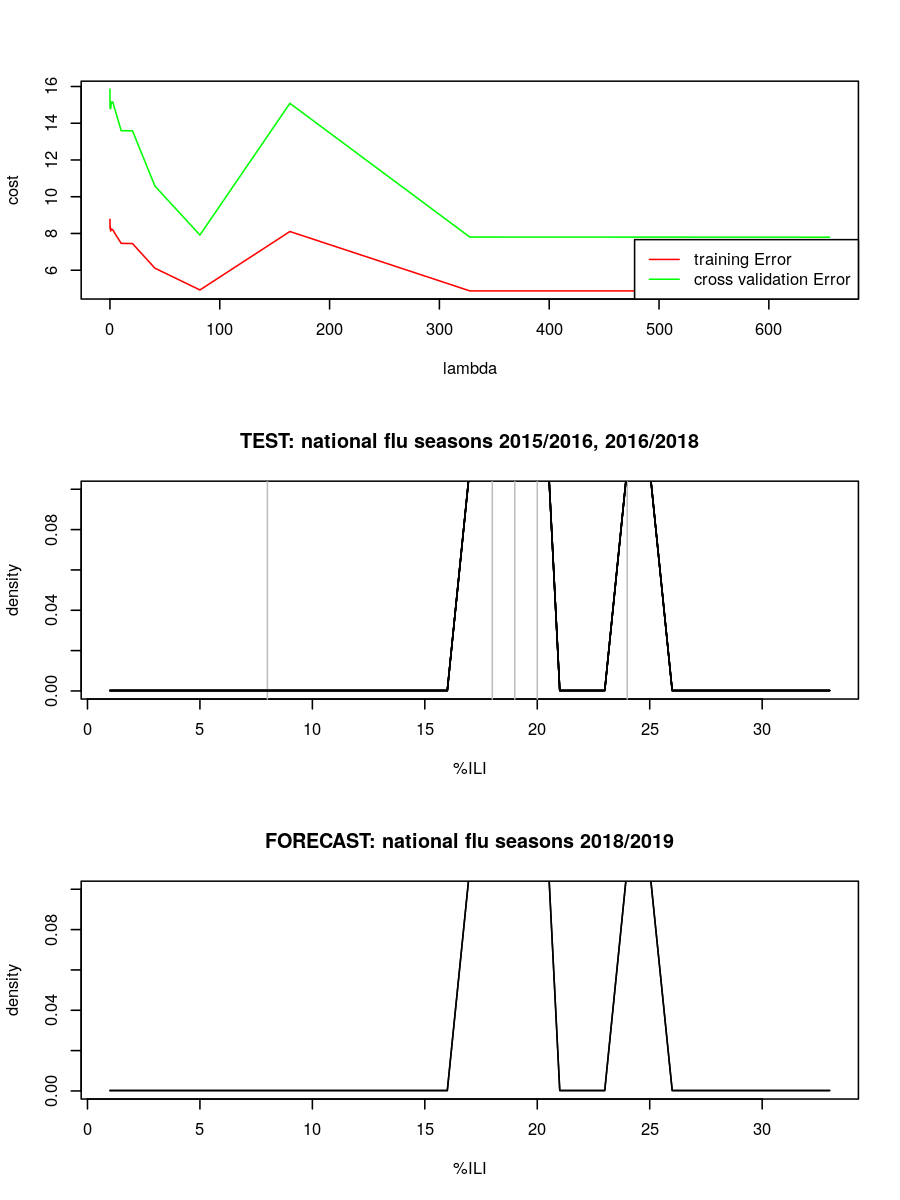 cost
16
14
12
10
8
6
training Error
cross validation Error
0 100 200 300 400 500 600
lambda
TEST: national flu seasons 2015/2016, 2016/2018
density
0.08
0.04
0.00
0 5 10 15 20 25 30
%ILI
FORECAST: national flu seasons 2018/2019
density
0.08
0.04
0.00
0 5 10 15 20 25 30
%ILI